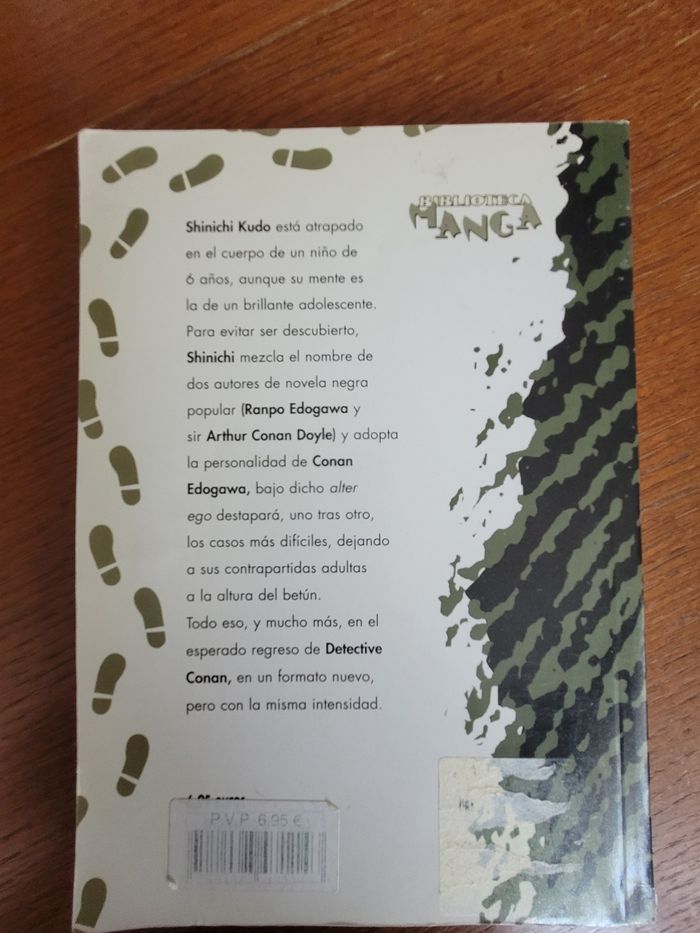 BIBLIOTECA
MANGA
Shinichi Kudo está atrapado
en el cuerpo de un niño de
6 años, aunque su mente es
la de un brillante adolescente.
Para evitar ser descubierto,
Shinichi mezcla el nombre de
dos autores de novela negra
popular (Ranpo Edogawa y
sir Arthur Conan Doyle) y adopta
la personalidad de Conan
Edogawa, bajo dicho alter
ego destapará, uno tras otro,
los casos más difíciles, dejando
a sus contrapartidas adultas
a la altura del betún.
Todo eso, y mucho más, en el
esperado regreso de Detective
Conan, en un formato nuevo,
pero con la misma intensidad.
P.V.P. 6,95 €